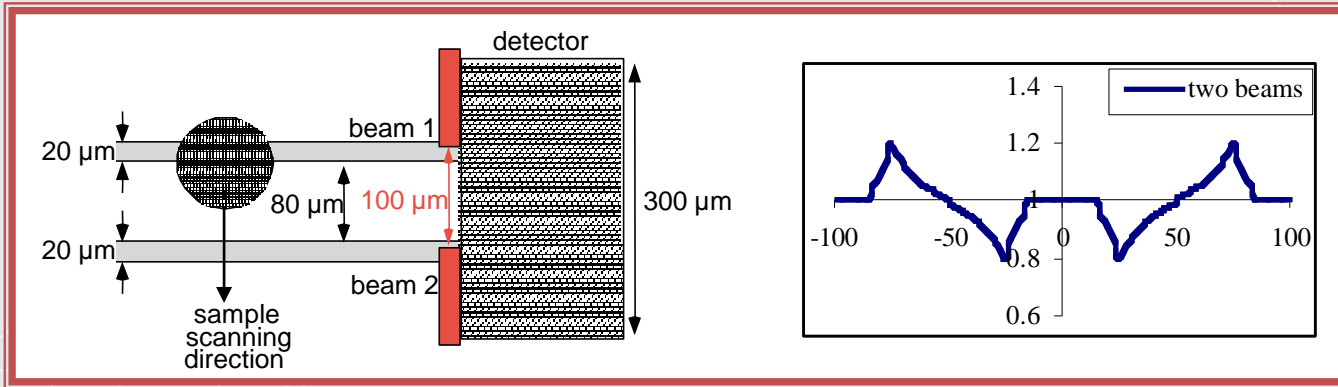 detector
beam 1
20 µm
80 µm
100 µm
300 µm
20 µm
beam 2
sample
scanning
direction
1.4
two beams
1.2
1
-100
-50
0
50
100
0.8
0.6